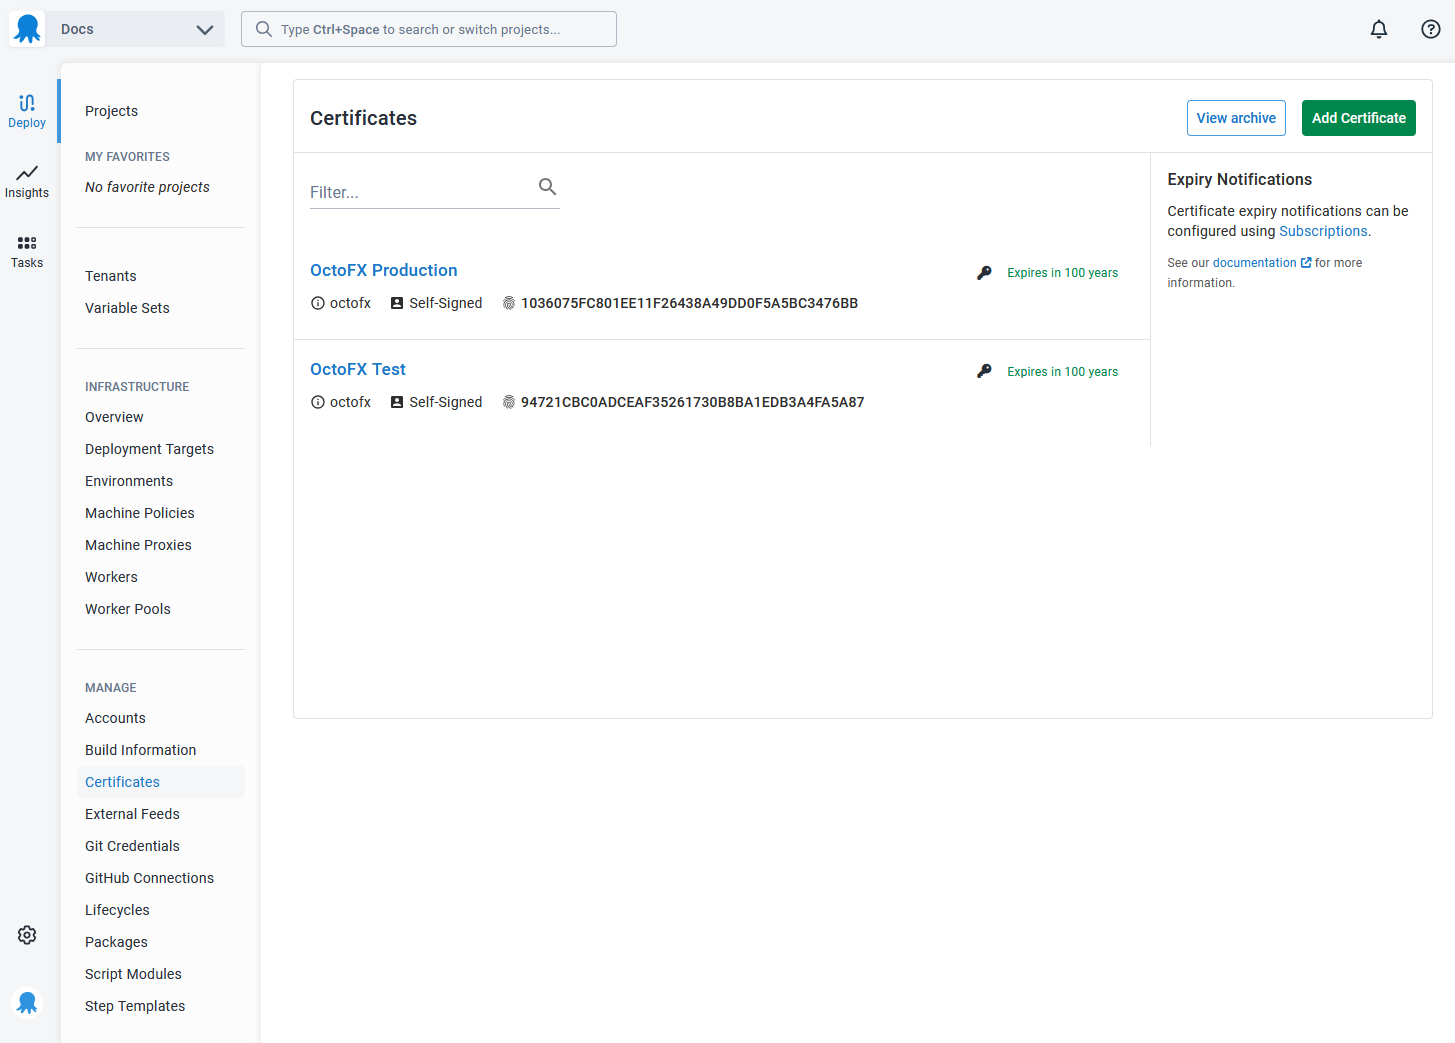 Docs
Type Ctrl+Space to search or switch projects...
Deploy
Insights
Tasks
Projects
MY FAVORITES
No favorite projects
Tenants
Variable Sets
INFRASTRUCTURE
Overview
Deployment Targets
Environments
Machine Policies
Machine Proxies
Workers
Worker Pools
MANAGE
Accounts
Build Information
Certificates
External Feeds
Git Credentials
GitHub Connections
Lifecycles
Packages
Script Modules
Step Templates
Certificates
View archive
Add Certificate
Filter...
OctoFX Production
Expires in 100 years
octofx Self-Signed 1036075FC801EE11F26438A49DD0F5A5BC3476BB
OctoFX Test
Expires in 100 years
octofx Self-Signed 94721CBC0ADCEAF35261730B8BA1EDB3A4FA5A87
Expiry Notifications
Certificate expiry notifications can be
configured using Subscriptions.
See our documentation for more
information.